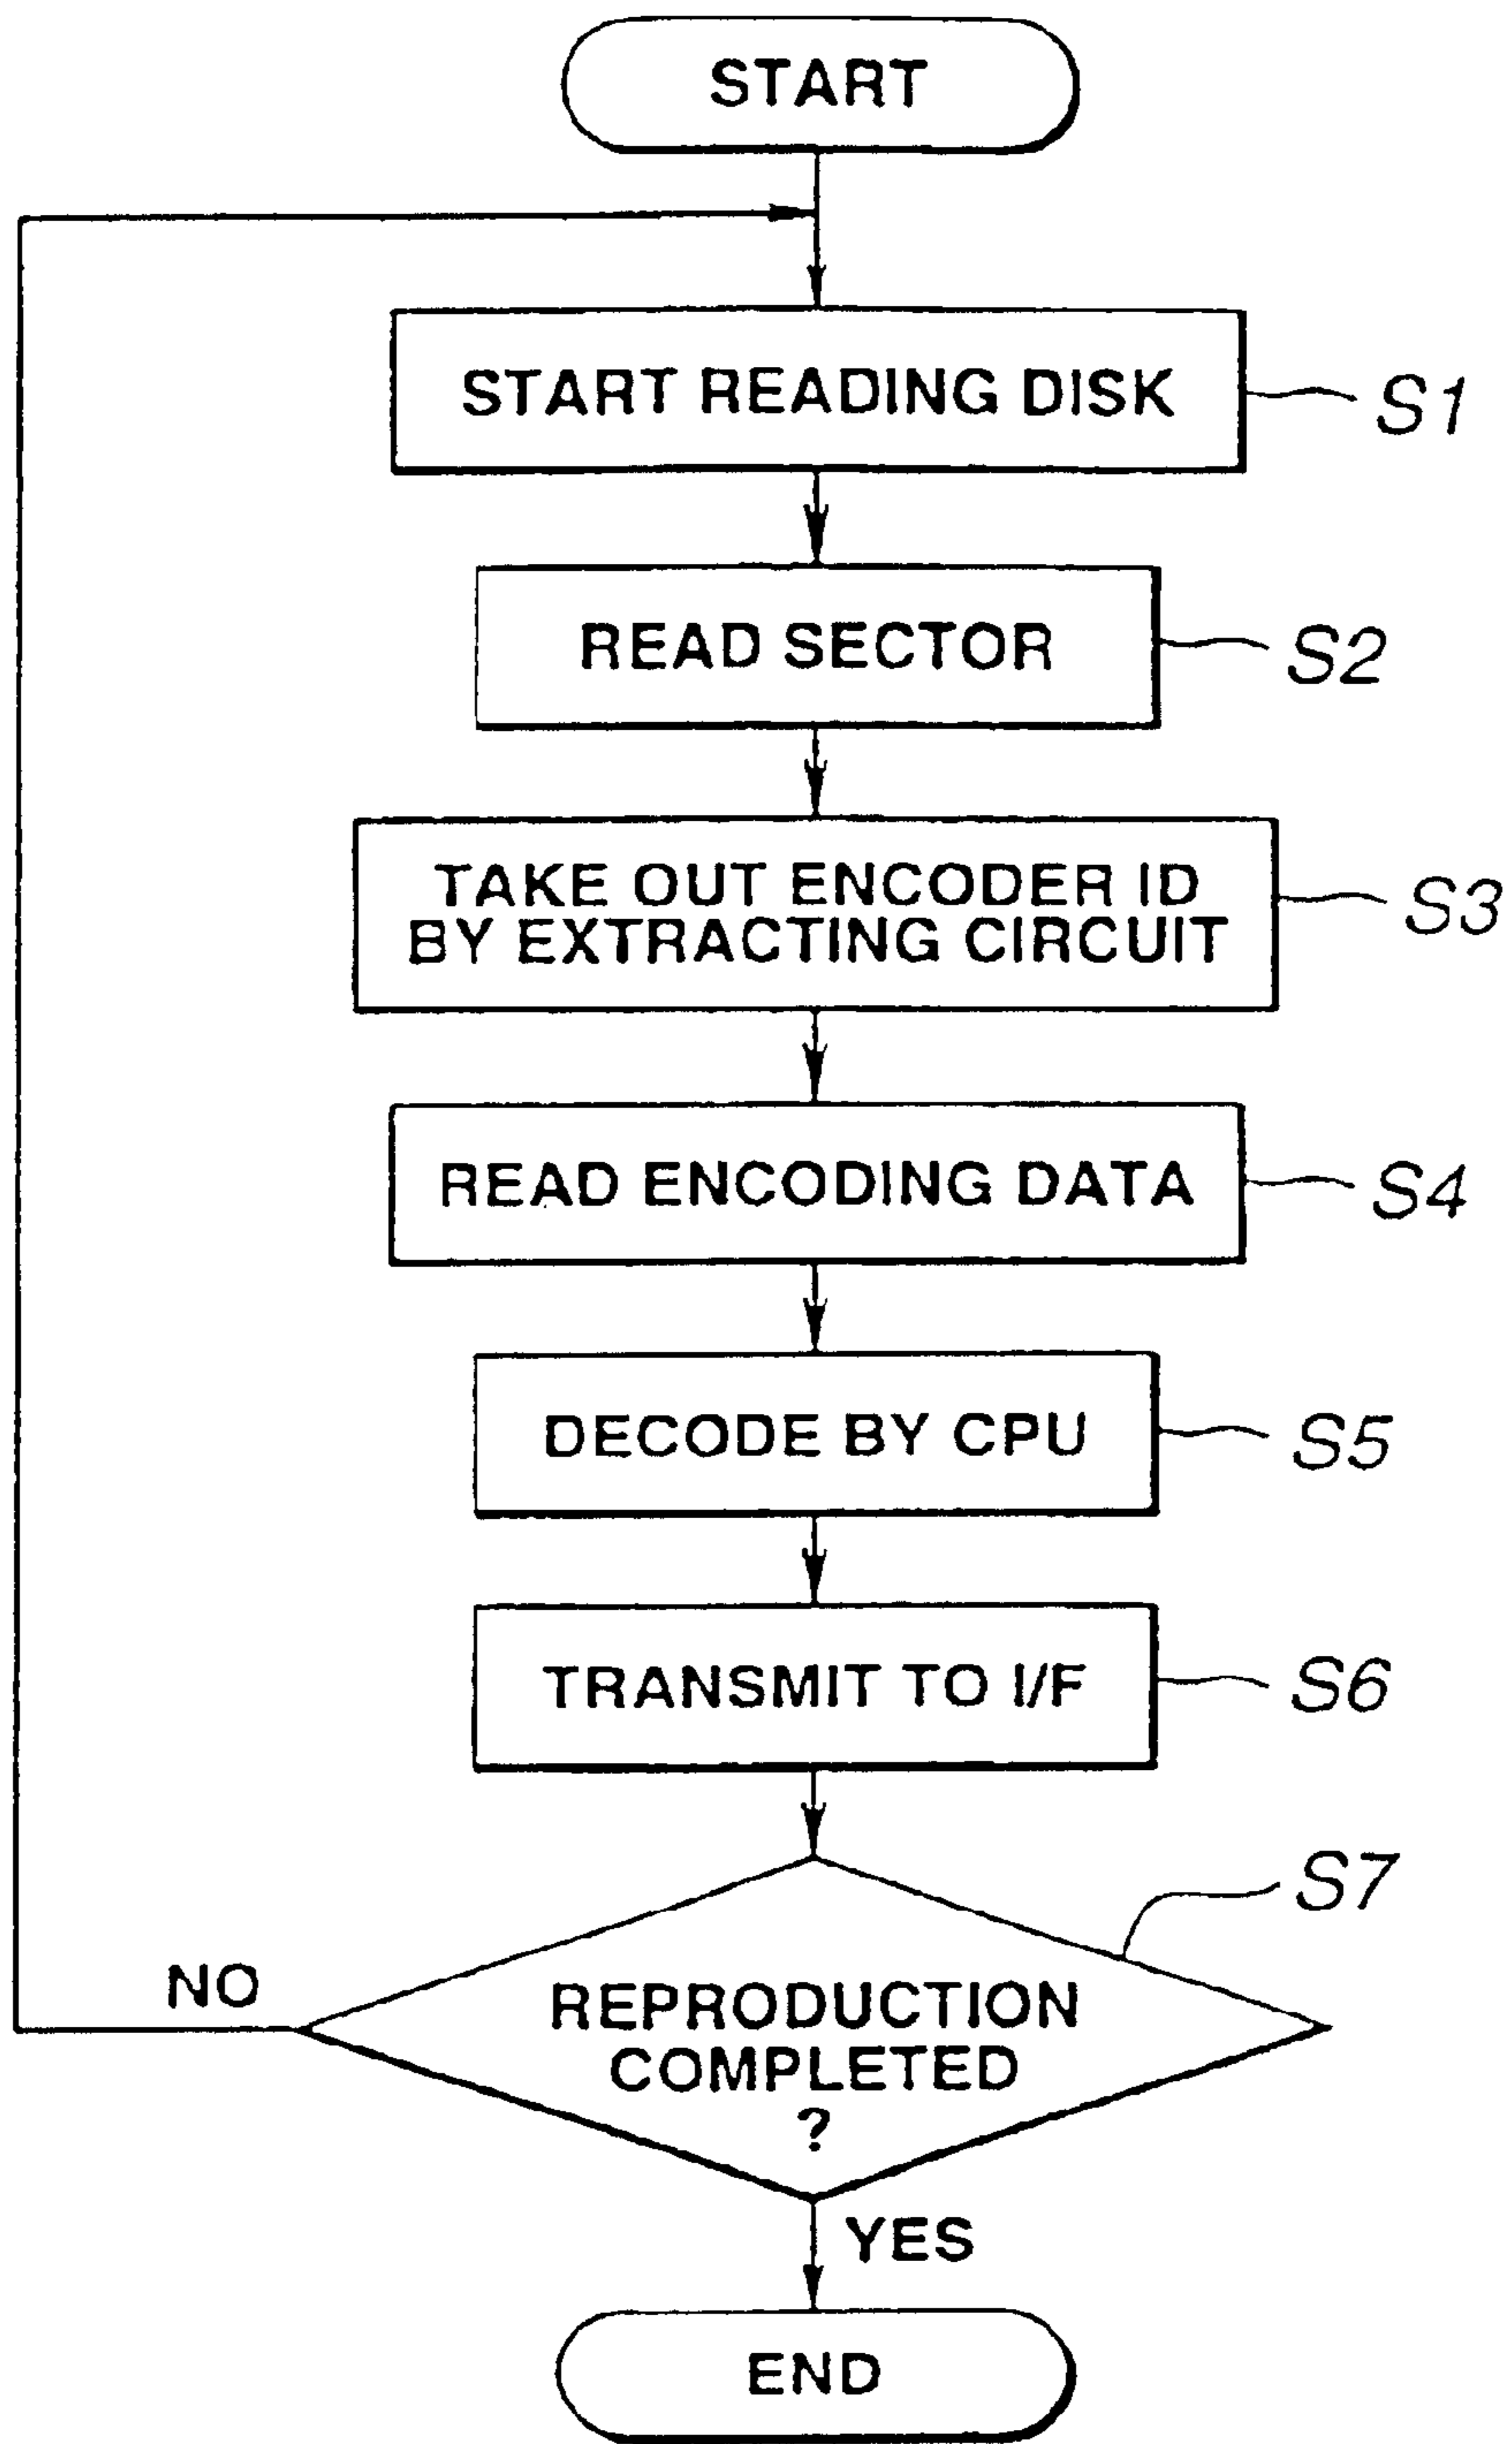 START
START READING DISK
S1
READ SECTOR
S2
TAKE OUT ENCODER ID
BY EXTRACTING CIRCUIT
S3
READ ENCODING DATA
S4
DECODE BY CPU
S5
TRANSMIT TO I/F
S6
S7
NO
REPRODUCTION
COMPLETED
?
YES
END